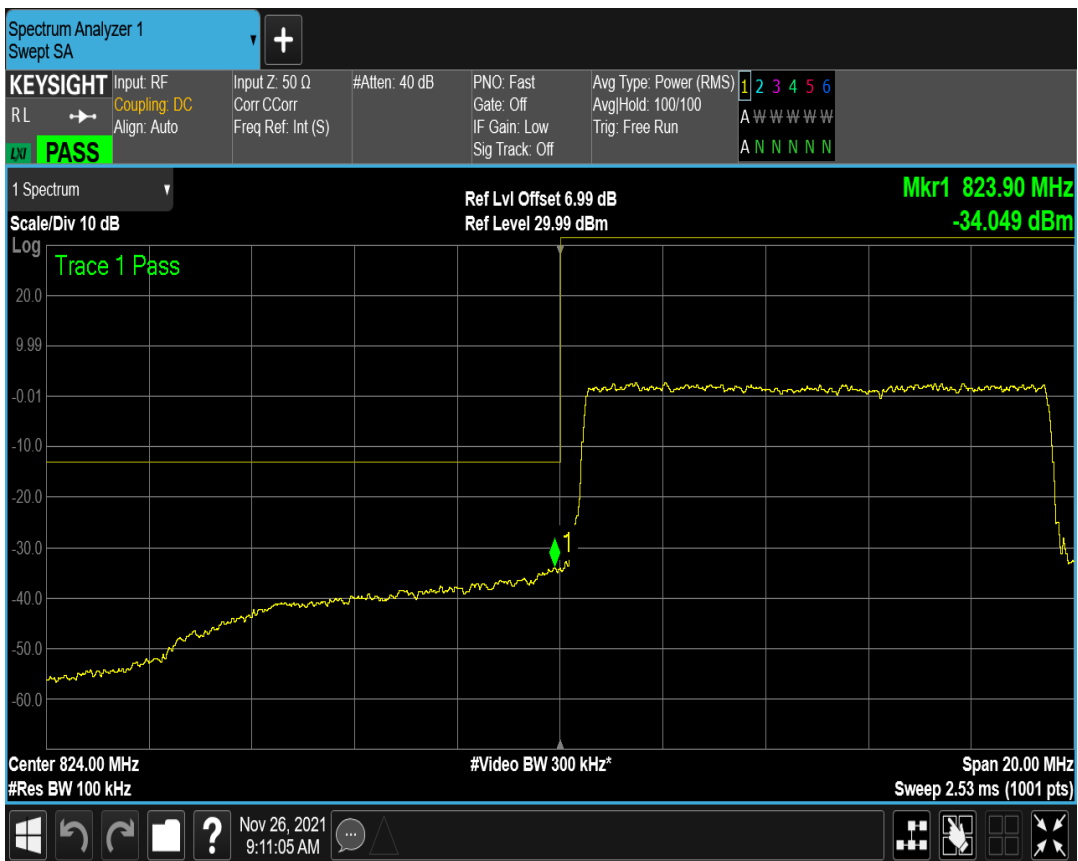 Spectrum Analyzer 1
Swept SA
+
KEYSIGHT
RL
LXI PASS
Input: RF
Coupling: DC
Align: Auto
Input Z: 50 Ω
Corr CCorr
Freq Ref: Int (S)
#Atten: 40 dB
PNO: Fast
Gate: Off
IF Gain: Low
Sig Track: Off
Avg Type: Power (RMS)
Avg|Hold: 100/100
Trig: Free Run
1 2 3 4 5 6
A W W W W W
A N N N N N
1 Spectrum
Scale/Div 10 dB
Ref Lvl Offset 6.99 dB
Ref Level 29.99 dBm
Mkr1 823.90 MHz
-34.049 dBm
Log
Trace 1 Pass
20.0
9.99
-0.01
-10.0
-20.0
-30.0
-40.0
-50.0
-60.0
1
Center 824.00 MHz
#Res BW 100 kHz
#Video BW 300 kHz*
Span 20.00 MHz
Sweep 2.53 ms (1001 pts)
?
Nov 26, 2021
9:11:05 AM